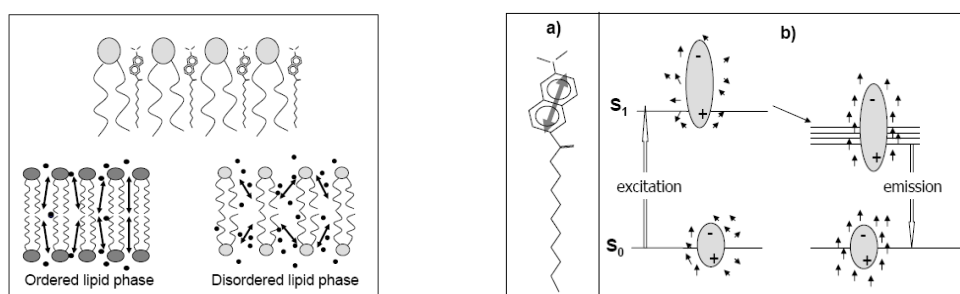 Ordered lipid phase
Disordered lipid phase
a)
b)
-
+
S₁
-
+
excitation
emission
S₀
-
+
-
+